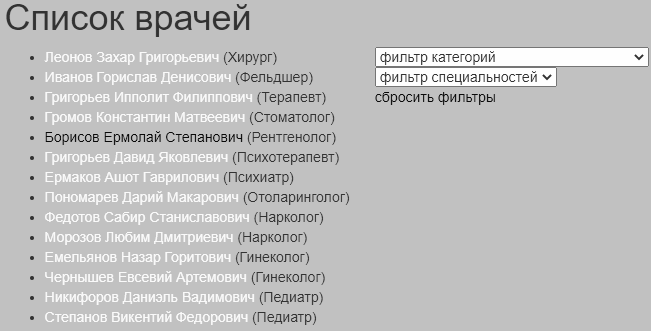 Список врачей
Леонов Захар Григорьевич (Хирург)
Иванов Горислав Денисович (Фельдшер)
Григорьев Ипполит Филиппович (Терапевт)
Громов Константин Матвеевич (Стоматолог)
Борисов Ермолай Степанович (Рентгенолог)
Григорьев Давид Яковлевич (Психотерапевт)
Ермаков Ашот Гаврилович (Психиатр)
Пономарев Дарий Макарович (Отоларинголог)
Федотов Сабир Станиславович (Нарколог)
Морозов Любим Дмитриевич (Нарколог)
Емельянов Назар Горитович (Гинеколог)
Чернышев Евсевий Артемович (Гинеколог)
Никифоров Даниэль Вадимович (Педиатр)
Степанов Викентий Федорович (Педиатр)
фильтр категорий
фильтр специальностей
сбросить фильтры